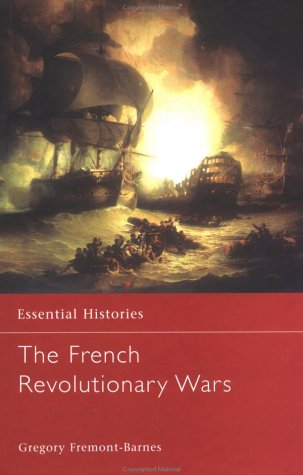 Essential Histories
The French
Revolutionary Wars
Gregory Fremont-Barnes